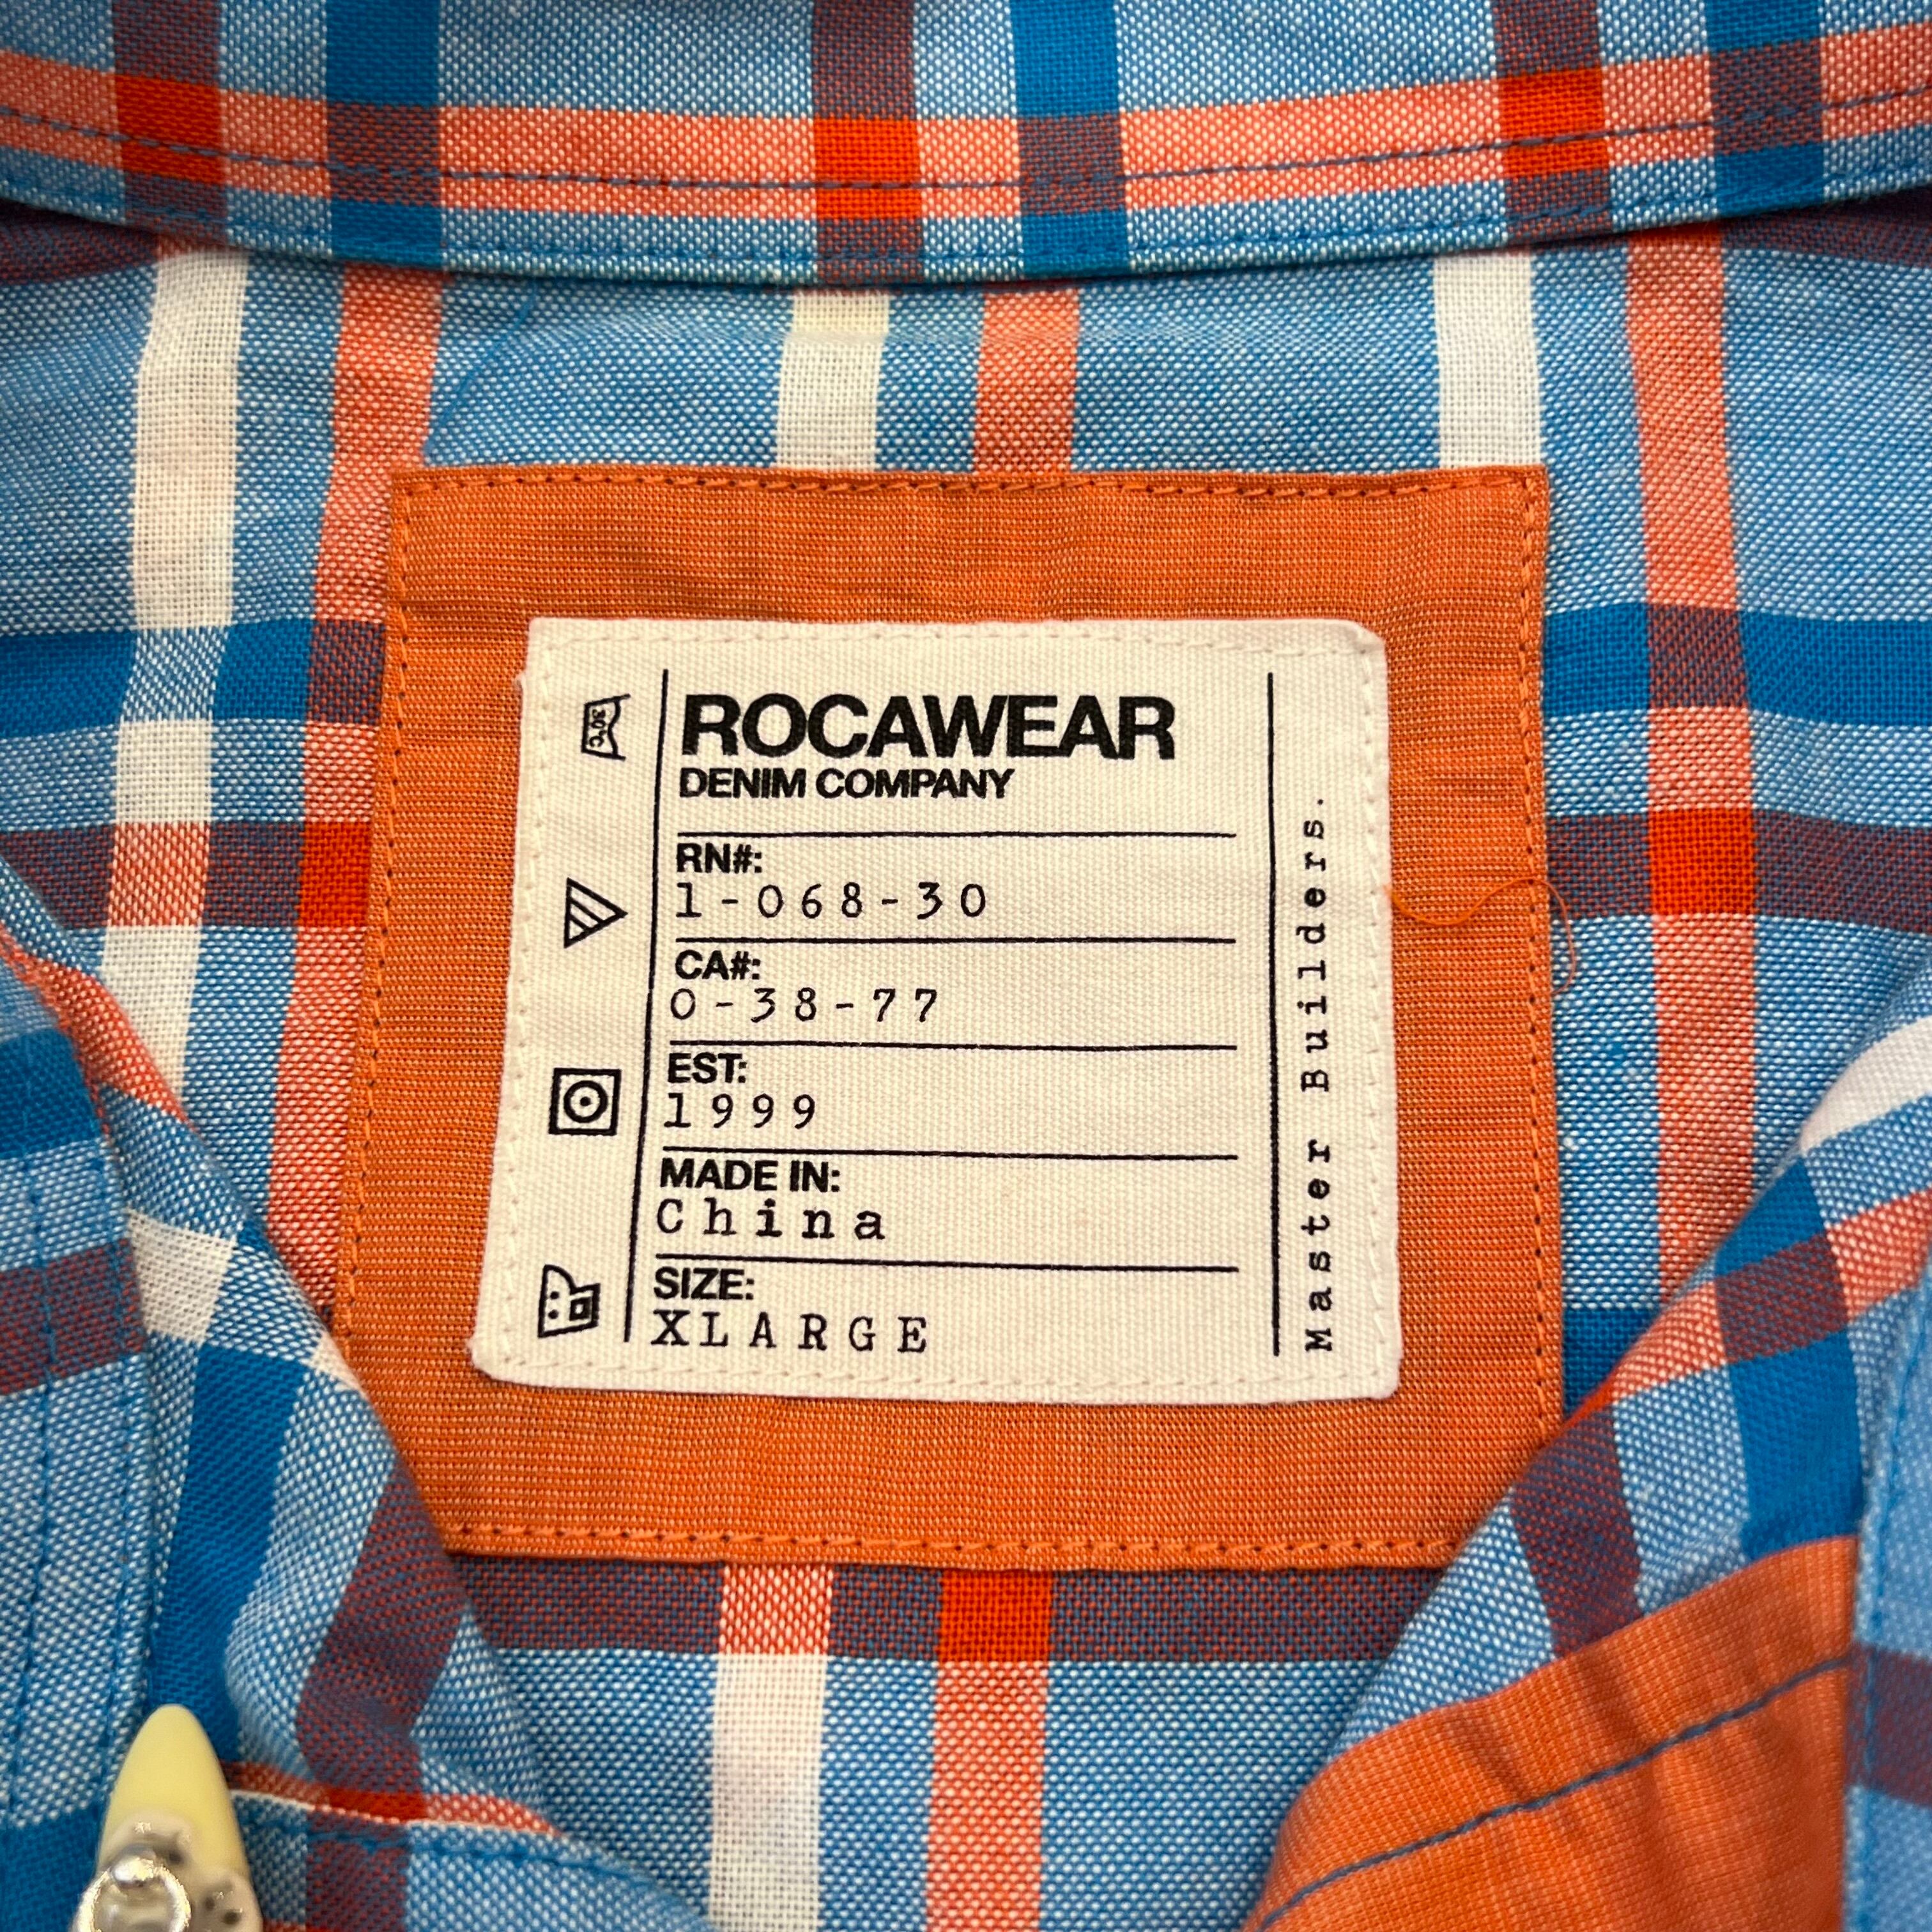 ROCAWEAR
DENIM COMPANY
RN#:
1-068-30
CA#:
0-38-77
EST:
1999
MADE IN:
China
SIZE:
XLARGE
Master Builders.
30°C